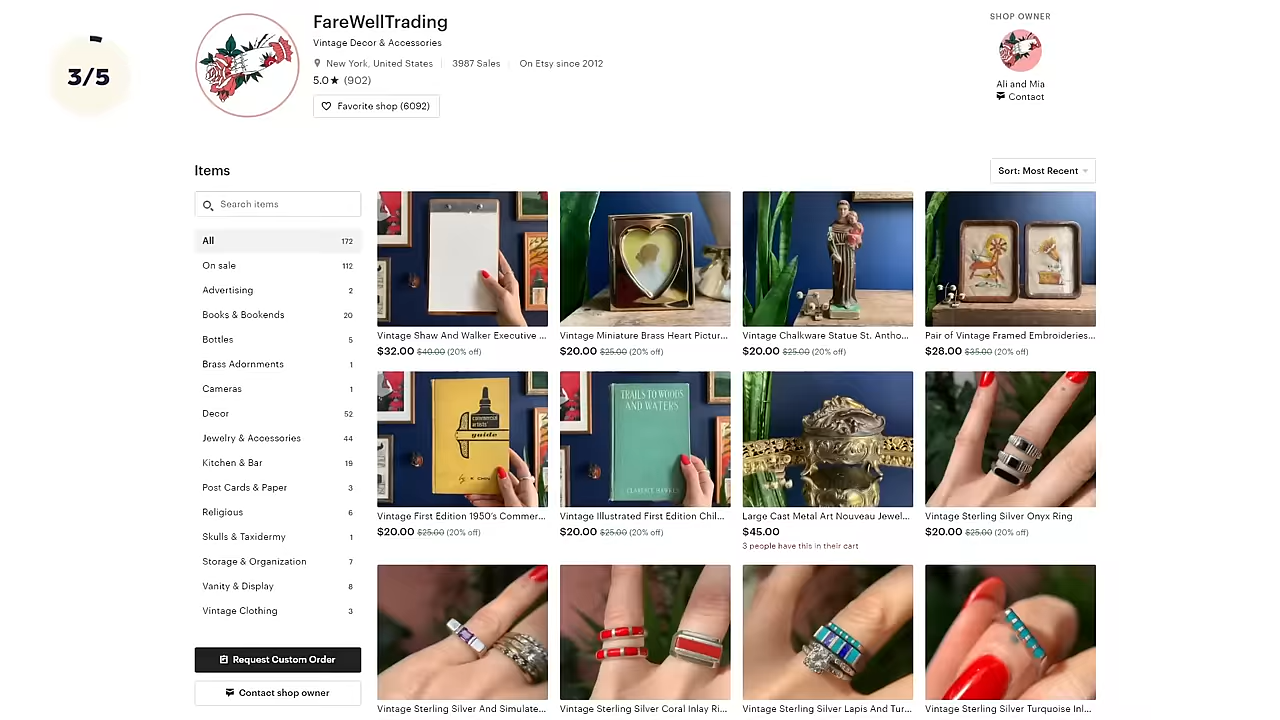 3/5
FareWellTrading
Vintage Decor & Accessories
New York, United States 3987 Sales On Etsy since 2012
5.0★ (902)
Favorite shop (6092)
SHOP OWNER
Ali and Mia
Contact
Items
Sort: Most Recent
Search items
All 172
On sale 112
Advertising 2
Books & Bookends 20
Bottles 5
Brass Adornments 1
Cameras 1
Decor 52
Jewelry & Accessories 44
Kitchen & Bar 19
Post Cards & Paper 3
Religious 6
Skulls & Taxidermy 1
Storage & Organization 7
Vanity & Display 8
Vintage Clothing 3
Request Custom Order
Contact shop owner
Vintage Shaw And Walker Executive ...
$32.00 $40.00 (20% off)
Vintage Miniature Brass Heart Pictur...
$20.00 $25.00 (20% off)
Vintage Chalkware Statue St. Antho...
$20.00 $25.00 (20% off)
Pair of Vintage Framed Embroideries...
$28.00 $35.00 (20% off)
commercial
artists'
guide
Vintage First Edition 1950's Commer...
$20.00 $25.00 (20% off)
TRAILS TO WOODS
AND WATERS
CLARENCE HAWKES
Vintage Illustrated First Edition Chil...
$20.00 $25.00 (20% off)
Large Cast Metal Art Nouveau Jewel...
$45.00
3 people have this in their cart
Vintage Sterling Silver Onyx Ring
$20.00 $25.00 (20% off)
Vintage Sterling Silver And Simulate...
Vintage Sterling Silver Coral Inlay Ri...
Vintage Sterling Silver Lapis And Tur...
Vintage Sterling Silver Turquoise Inl...